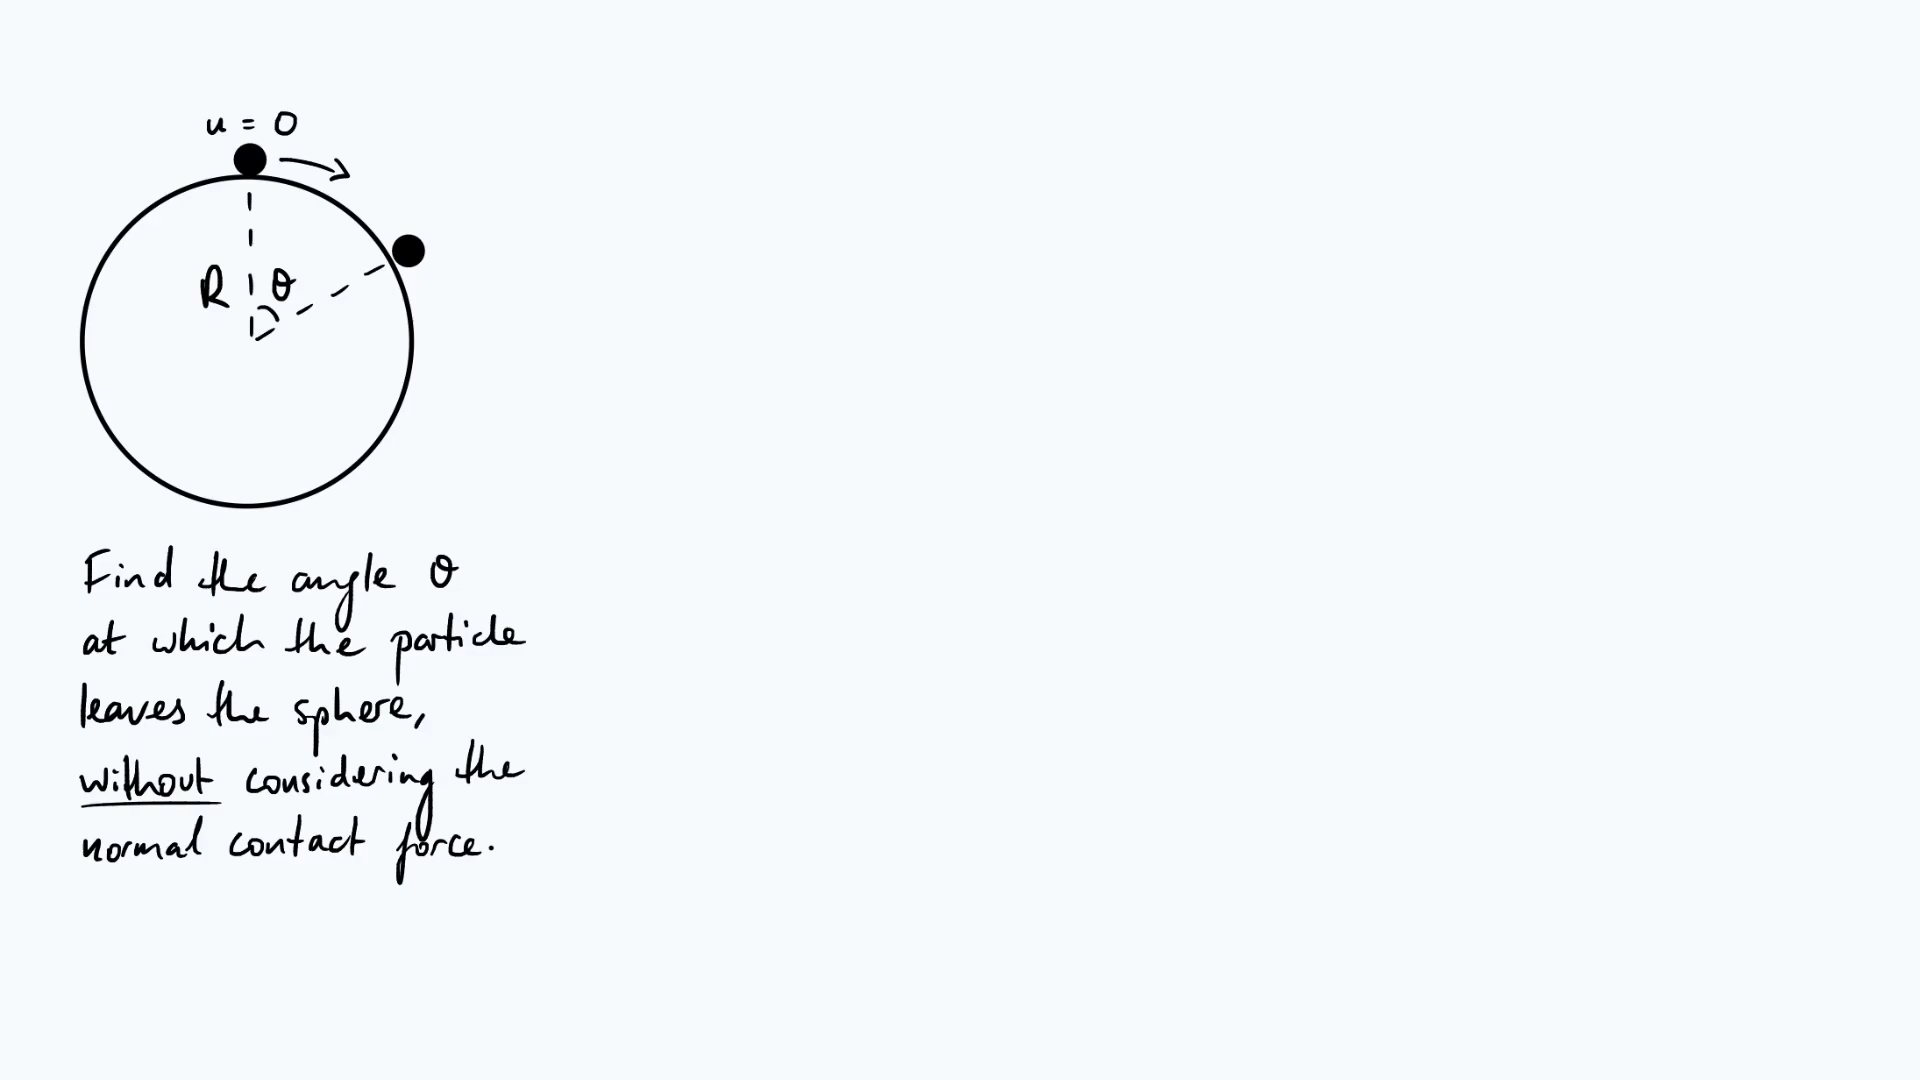 u = 0
R θ
Find the angle θ
at which the particle
leaves the sphere,
without considering the
normal contact force.